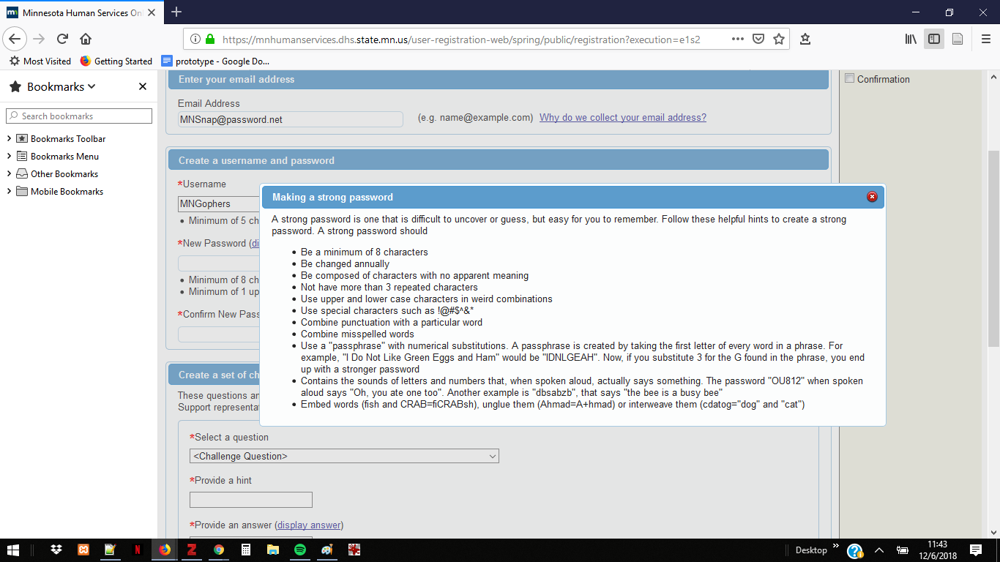 Minnesota Human Services On
https://mnhumanservices.dhs.state.mn.us/user-registration-web/spring/public/registration?execution=e1s2
Most Visited Getting Started prototype - Google Do...
Bookmarks
Search bookmarks
Bookmarks Toolbar
Bookmarks Menu
Other Bookmarks
Mobile Bookmarks
Enter your email address
Email Address
MNSnap@password.net (e.g. name@example.com) Why do we collect your email address?
Confirmation
Create a username and password
*Username
MNGophers
• Minimum of 5 ch
*New Password (di
• Minimum of 8 ch
• Minimum of 1 up
*Confirm New Pass
Making a strong password
A strong password is one that is difficult to uncover or guess, but easy for you to remember. Follow these helpful hints to create a strong
password. A strong password should
• Be a minimum of 8 characters
• Be changed annually
• Be composed of characters with no apparent meaning
• Not have more than 3 repeated characters
• Use upper and lower case characters in weird combinations
• Use special characters such as !@#$^&*
• Combine punctuation with a particular word
• Combine misspelled words
• Use a "passphrase" with numerical substitutions. A passphrase is created by taking the first letter of every word in a phrase. For
example, "I Do Not Like Green Eggs and Ham" would be "IDNLGEAH". Now, if you substitute 3 for the G found in the phrase, you end
up with a stronger password
• Contains the sounds of letters and numbers that, when spoken aloud, actually says something. The password "OU812" when spoken
aloud says "Oh, you ate one too". Another example is "dbsabzb", that says "the bee is a busy bee"
• Embed words (fish and CRAB=fiCRABsh), unglue them (Ahmad=A+hmad) or interweave them (cdatog="dog" and "cat")
Create a set of ch
These questions an
Support representa
*Select a question
<Challenge Question>
*Provide a hint
*Provide an answer (display answer)
Desktop
11:43
12/6/2018